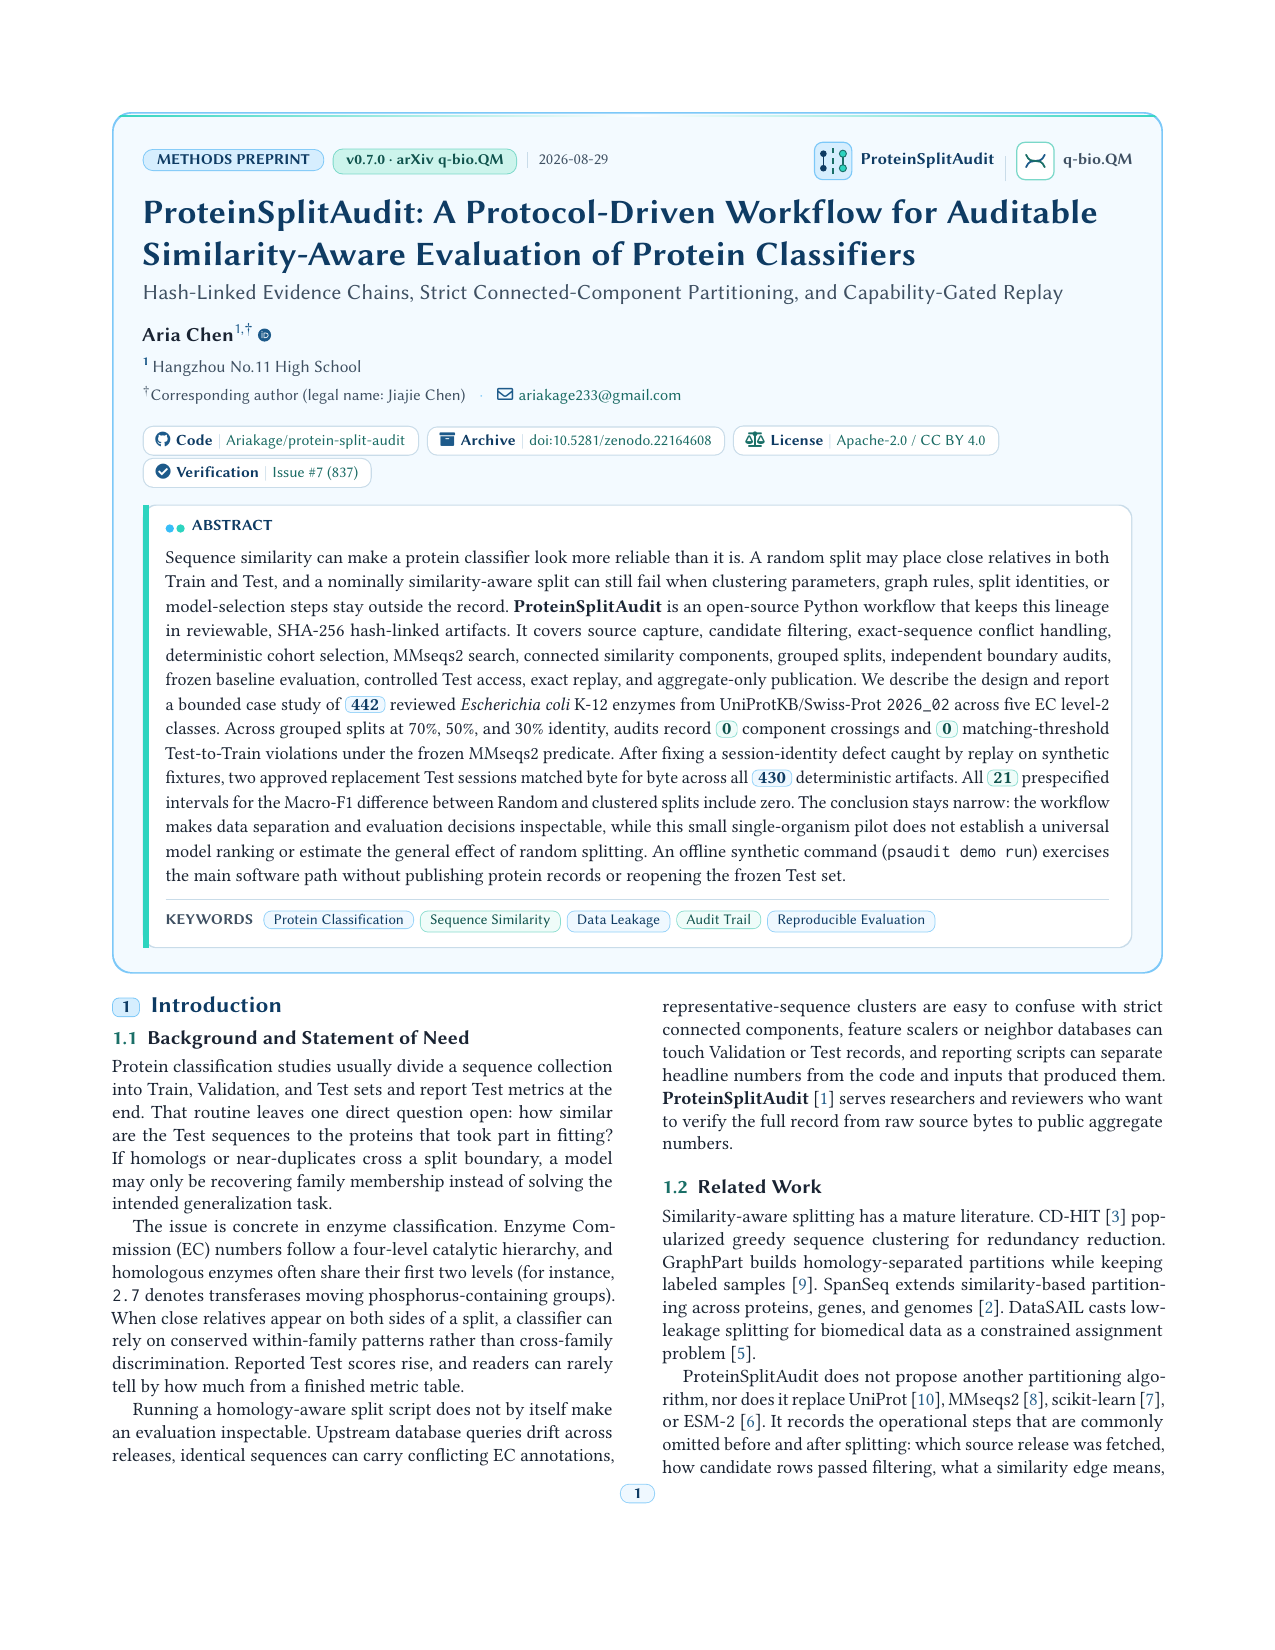 METHODS PREPRINT v0.7.0 · arXiv q-bio.QM 2026-08-29 ProteinSplitAudit q-bio.QM
ProteinSplitAudit: A Protocol-Driven Workflow for Auditable
Similarity-Aware Evaluation of Protein Classifiers
Hash-Linked Evidence Chains, Strict Connected-Component Partitioning, and Capability-Gated Replay
Aria Chen1,† iD
1 Hangzhou No.11 High School
†Corresponding author (legal name: Jiajie Chen) · ariakage233@gmail.com
Code Ariakage/protein-split-audit Archive doi:10.5281/zenodo.22164608 License Apache-2.0 / CC BY 4.0
Verification Issue #7 (837)
ABSTRACT
Sequence similarity can make a protein classifier look more reliable than it is. A random split may place close relatives in both
Train and Test, and a nominally similarity-aware split can still fail when clustering parameters, graph rules, split identities, or
model-selection steps stay outside the record. ProteinSplitAudit is an open-source Python workflow that keeps this lineage
in reviewable, SHA-256 hash-linked artifacts. It covers source capture, candidate filtering, exact-sequence conflict handling,
deterministic cohort selection, MMseqs2 search, connected similarity components, grouped splits, independent boundary audits,
frozen baseline evaluation, controlled Test access, exact replay, and aggregate-only publication. We describe the design and report
a bounded case study of 442 reviewed Escherichia coli K-12 enzymes from UniProtKB/Swiss-Prot 2026_02 across five EC level-2
classes. Across grouped splits at 70%, 50%, and 30% identity, audits record 0 component crossings and 0 matching-threshold
Test-to-Train violations under the frozen MMseqs2 predicate. After fixing a session-identity defect caught by replay on synthetic
fixtures, two approved replacement Test sessions matched byte for byte across all 430 deterministic artifacts. All 21 prespecified
intervals for the Macro-F1 difference between Random and clustered splits include zero. The conclusion stays narrow: the workflow
makes data separation and evaluation decisions inspectable, while this small single-organism pilot does not establish a universal
model ranking or estimate the general effect of random splitting. An offline synthetic command (psaudit demo run) exercises
the main software path without publishing protein records or reopening the frozen Test set.
KEYWORDS Protein Classification Sequence Similarity Data Leakage Audit Trail Reproducible Evaluation
1 Introduction
1.1 Background and Statement of Need
Protein classification studies usually divide a sequence collection
into Train, Validation, and Test sets and report Test metrics at the
end. That routine leaves one direct question open: how similar
are the Test sequences to the proteins that took part in fitting?
If homologs or near-duplicates cross a split boundary, a model
may only be recovering family membership instead of solving the
intended generalization task.
The issue is concrete in enzyme classification. Enzyme Com-
mission (EC) numbers follow a four-level catalytic hierarchy, and
homologous enzymes often share their first two levels (for instance,
2.7 denotes transferases moving phosphorus-containing groups).
When close relatives appear on both sides of a split, a classifier can
rely on conserved within-family patterns rather than cross-family
discrimination. Reported Test scores rise, and readers can rarely
tell by how much from a finished metric table.
Running a homology-aware split script does not by itself make
an evaluation inspectable. Upstream database queries drift across
releases, identical sequences can carry conflicting EC annotations,
representative-sequence clusters are easy to confuse with strict
connected components, feature scalers or neighbor databases can
touch Validation or Test records, and reporting scripts can separate
headline numbers from the code and inputs that produced them.
ProteinSplitAudit [1] serves researchers and reviewers who want
to verify the full record from raw source bytes to public aggregate
numbers.
1.2 Related Work
Similarity-aware splitting has a mature literature. CD-HIT [3] pop-
ularized greedy sequence clustering for redundancy reduction.
GraphPart builds homology-separated partitions while keeping
labeled samples [9]. SpanSeq extends similarity-based partition-
ing across proteins, genes, and genomes [2]. DataSAIL casts low-
leakage splitting for biomedical data as a constrained assignment
problem [5].
ProteinSplitAudit does not propose another partitioning algo-
rithm, nor does it replace UniProt [10], MMseqs2 [8], scikit-learn [7],
or ESM-2 [6]. It records the operational steps that are commonly
omitted before and after splitting: which source release was fetched,
how candidate rows passed filtering, what a similarity edge means,
1